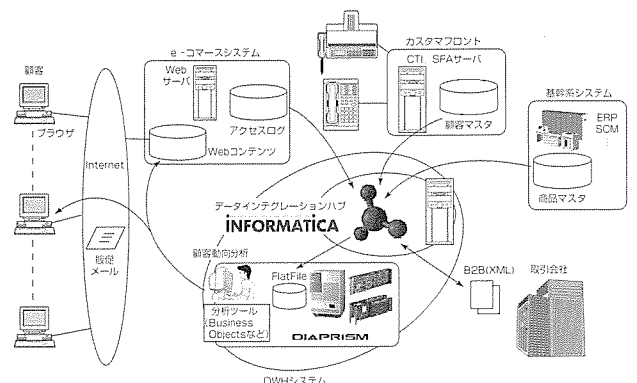 カスタマフロント
CTI、SFAサーバ
顧客マスタ
e-コマースシステム
Web
サーバ
アクセスログ
Webコンテンツ
顧客
ブラウザ
Internet
販促
メール
基幹系システム
ERP
SCM
商品マスタ
データインテグレーションハブ
INFORMATICA
顧客動向分析
FlatFile
分析ツール
(Business
Objectsなど)
DIAPRISM
B2B(XML)
取引会社
DWHシステム